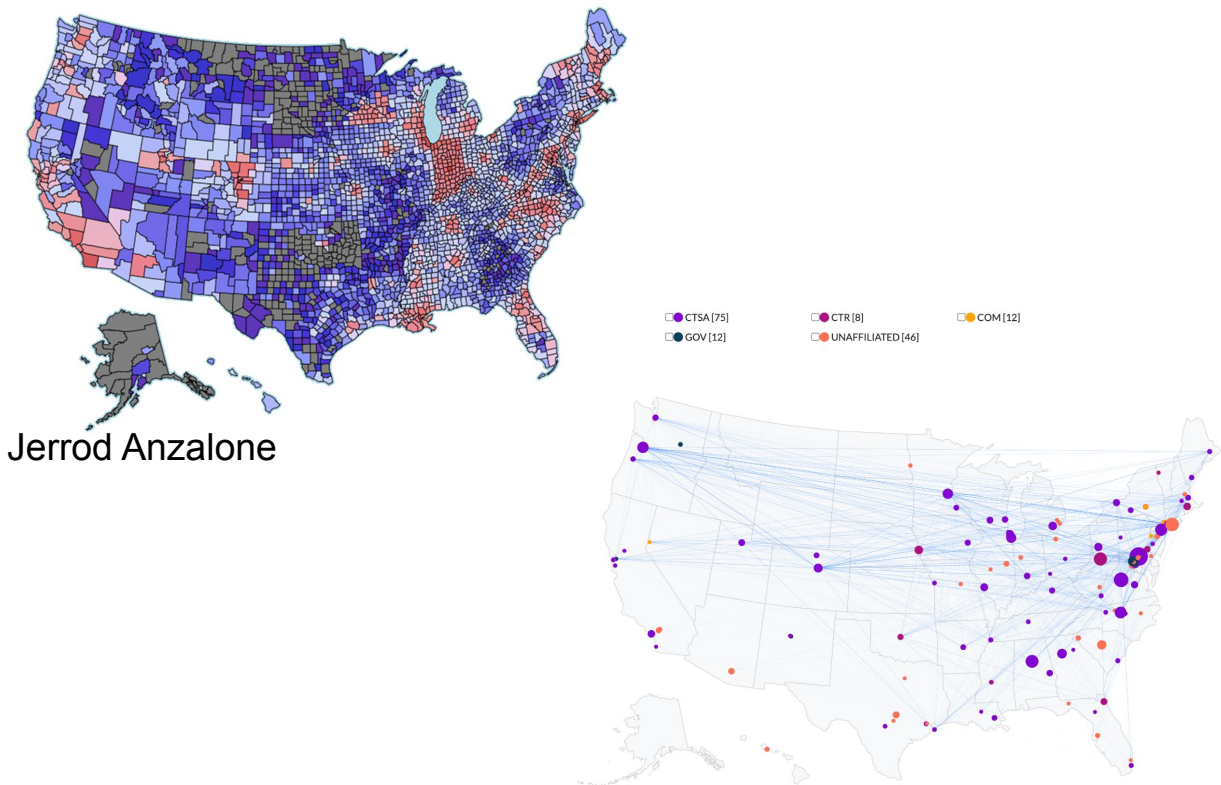 CTSA [75] CTR [8] COM [12]
GOV [12] UNAFFILIATED [46]
Jerrod Anzalone